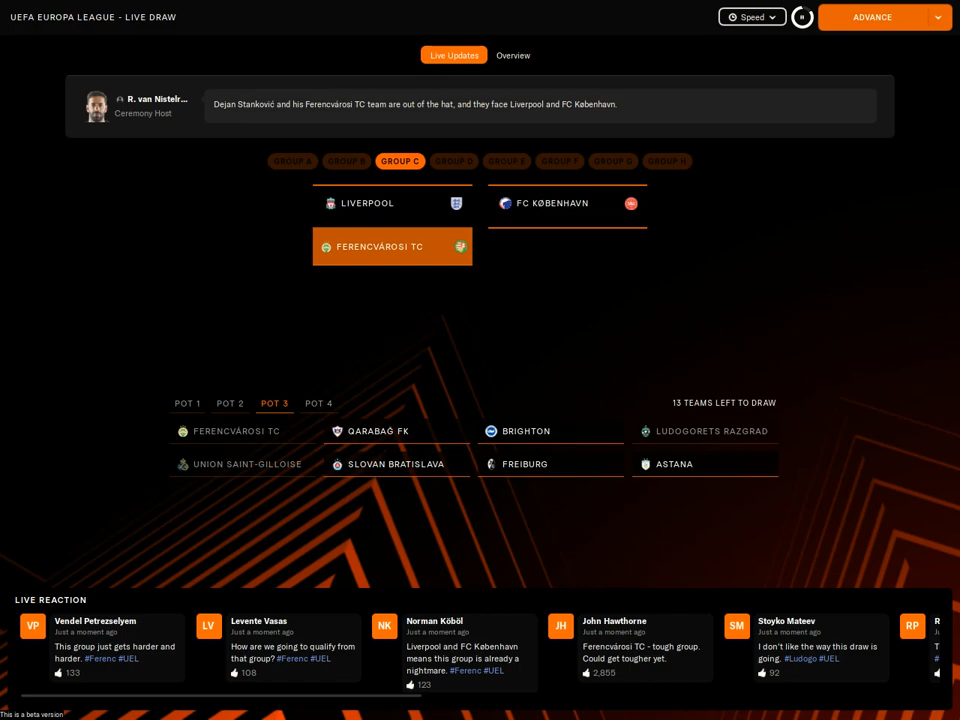 UEFA EUROPA LEAGUE - LIVE DRAW
Speed
ADVANCE
Live Updates
Overview
R. van Nistelr...
Ceremony Host
Dejan Stanković and his Ferencvárosi TC team are out of the hat, and they face Liverpool and FC København.
GROUP A
GROUP B
GROUP C
GROUP D
GROUP E
GROUP F
GROUP G
GROUP H
LIVERPOOL
FC KØBENHAVN
FERENCVÁROSI TC
POT 1
POT 2
POT 3
POT 4
13 TEAMS LEFT TO DRAW
FERENCVÁROSI TC
QARABAĞ FK
BRIGHTON
LUDOGORETS RAZGRAD
UNION SAINT-GILLOISE
SLOVAN BRATISLAVA
FREIBURG
ASTANA
LIVE REACTION
VP
Vendel Petrezselyem
Just a moment ago
This group just gets harder and
harder. #Ferenc #UEL
133
LV
Levente Vasas
Just a moment ago
How are we going to qualify from
that group? #Ferenc #UEL
108
NK
Norman Köböl
Just a moment ago
Liverpool and FC København
means this group is already a
nightmare. #Ferenc #UEL
123
JH
John Hawthorne
Just a moment ago
Ferencvárosi TC - tough group.
Could get tougher yet.
2,855
SM
Stoyko Mateev
Just a moment ago
I don't like the way this draw is
going. #Ludogo #UEL
92
RP
This is a beta version